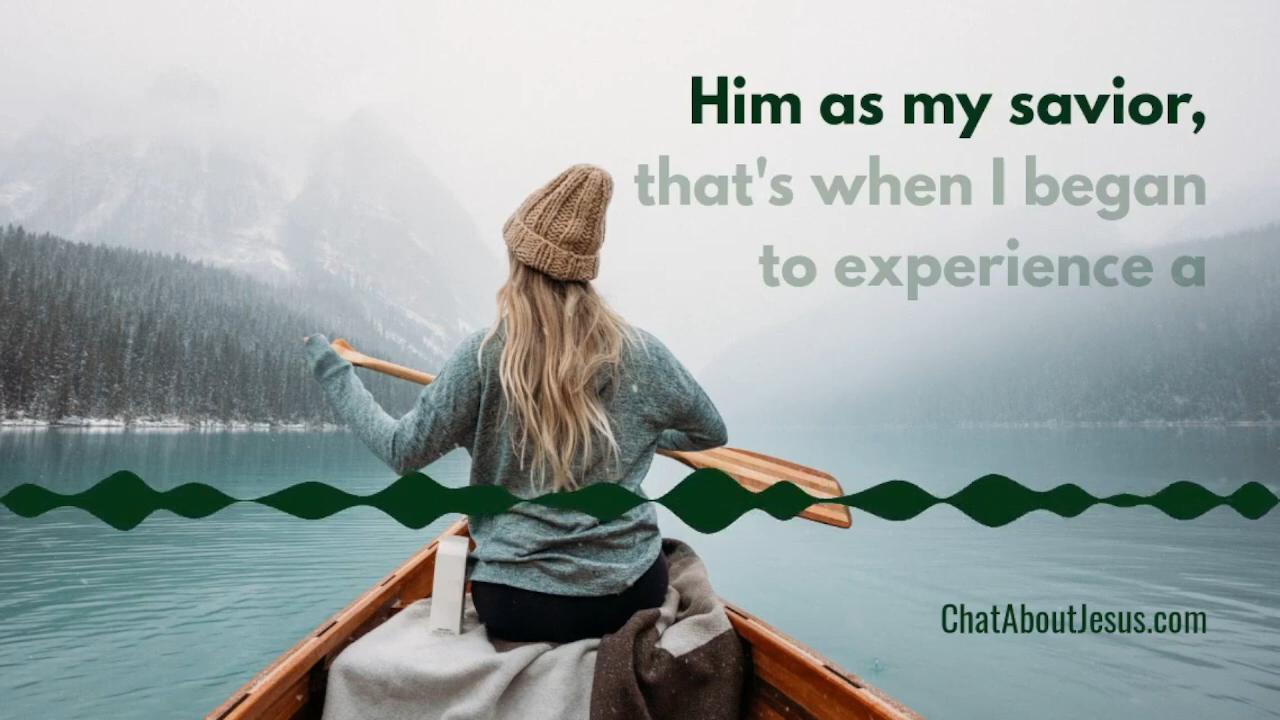 Him as my savior,
that's when I began
to experience a
ChatAboutJesus.com